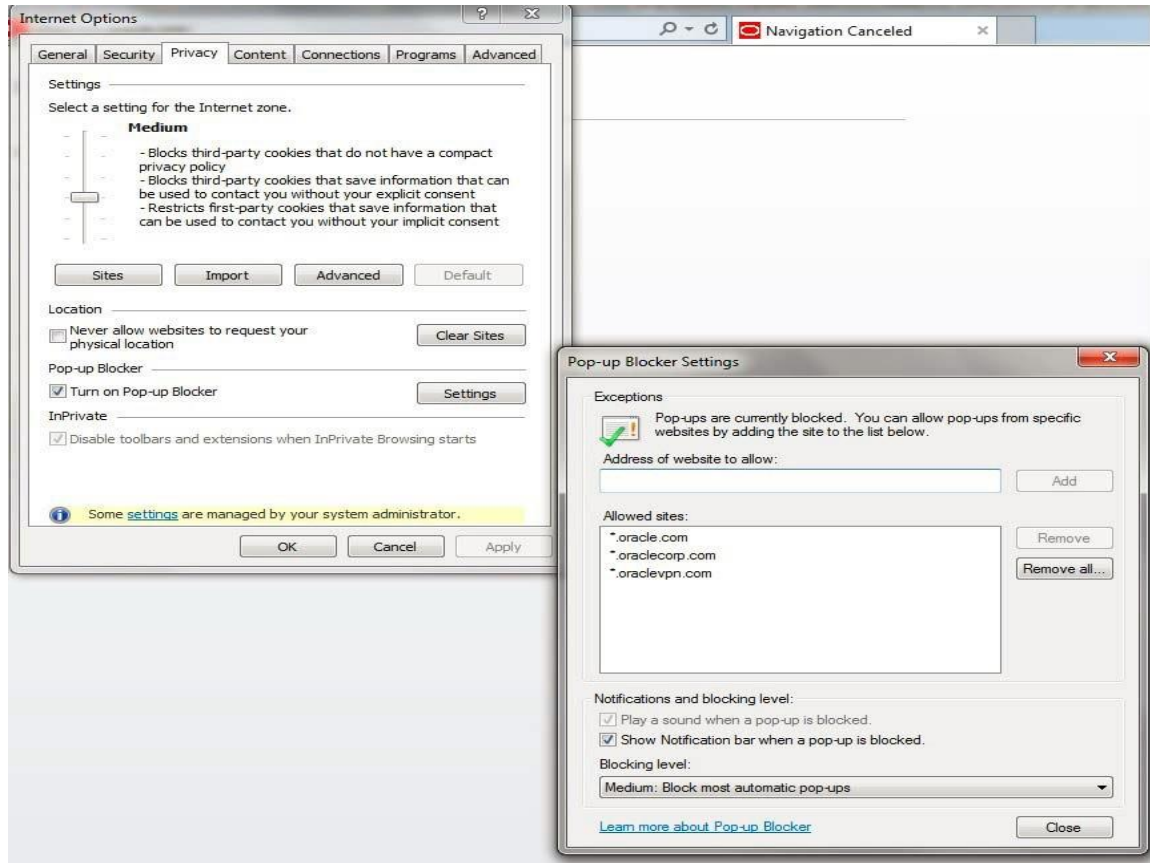 Internet Options
Navigation Canceled
General Security Privacy Content Connections Programs Advanced
Settings
Select a setting for the Internet zone.
Medium
- Blocks third-party cookies that do not have a compact
privacy policy
- Blocks third-party cookies that save information that can
be used to contact you without your explicit consent
- Restricts first-party cookies that save information that
can be used to contact you without your implicit consent
Sites Import Advanced Default
Location
Never allow websites to request your
physical location
Clear Sites
Pop-up Blocker
Turn on Pop-up Blocker
Settings
InPrivate
Disable toolbars and extensions when InPrivate Browsing starts
Some settings are managed by your system administrator.
OK Cancel Apply
Pop-up Blocker Settings
Exceptions
Pop-ups are currently blocked. You can allow pop-ups from specific
websites by adding the site to the list below.
Address of website to allow:
Add
Allowed sites:
*.oracle.com
*.oraclecorp.com
*.oraclevpn.com
Remove
Remove all...
Notifications and blocking level:
Play a sound when a pop-up is blocked.
Show Notification bar when a pop-up is blocked.
Blocking level:
Medium: Block most automatic pop-ups
Learn more about Pop-up Blocker
Close